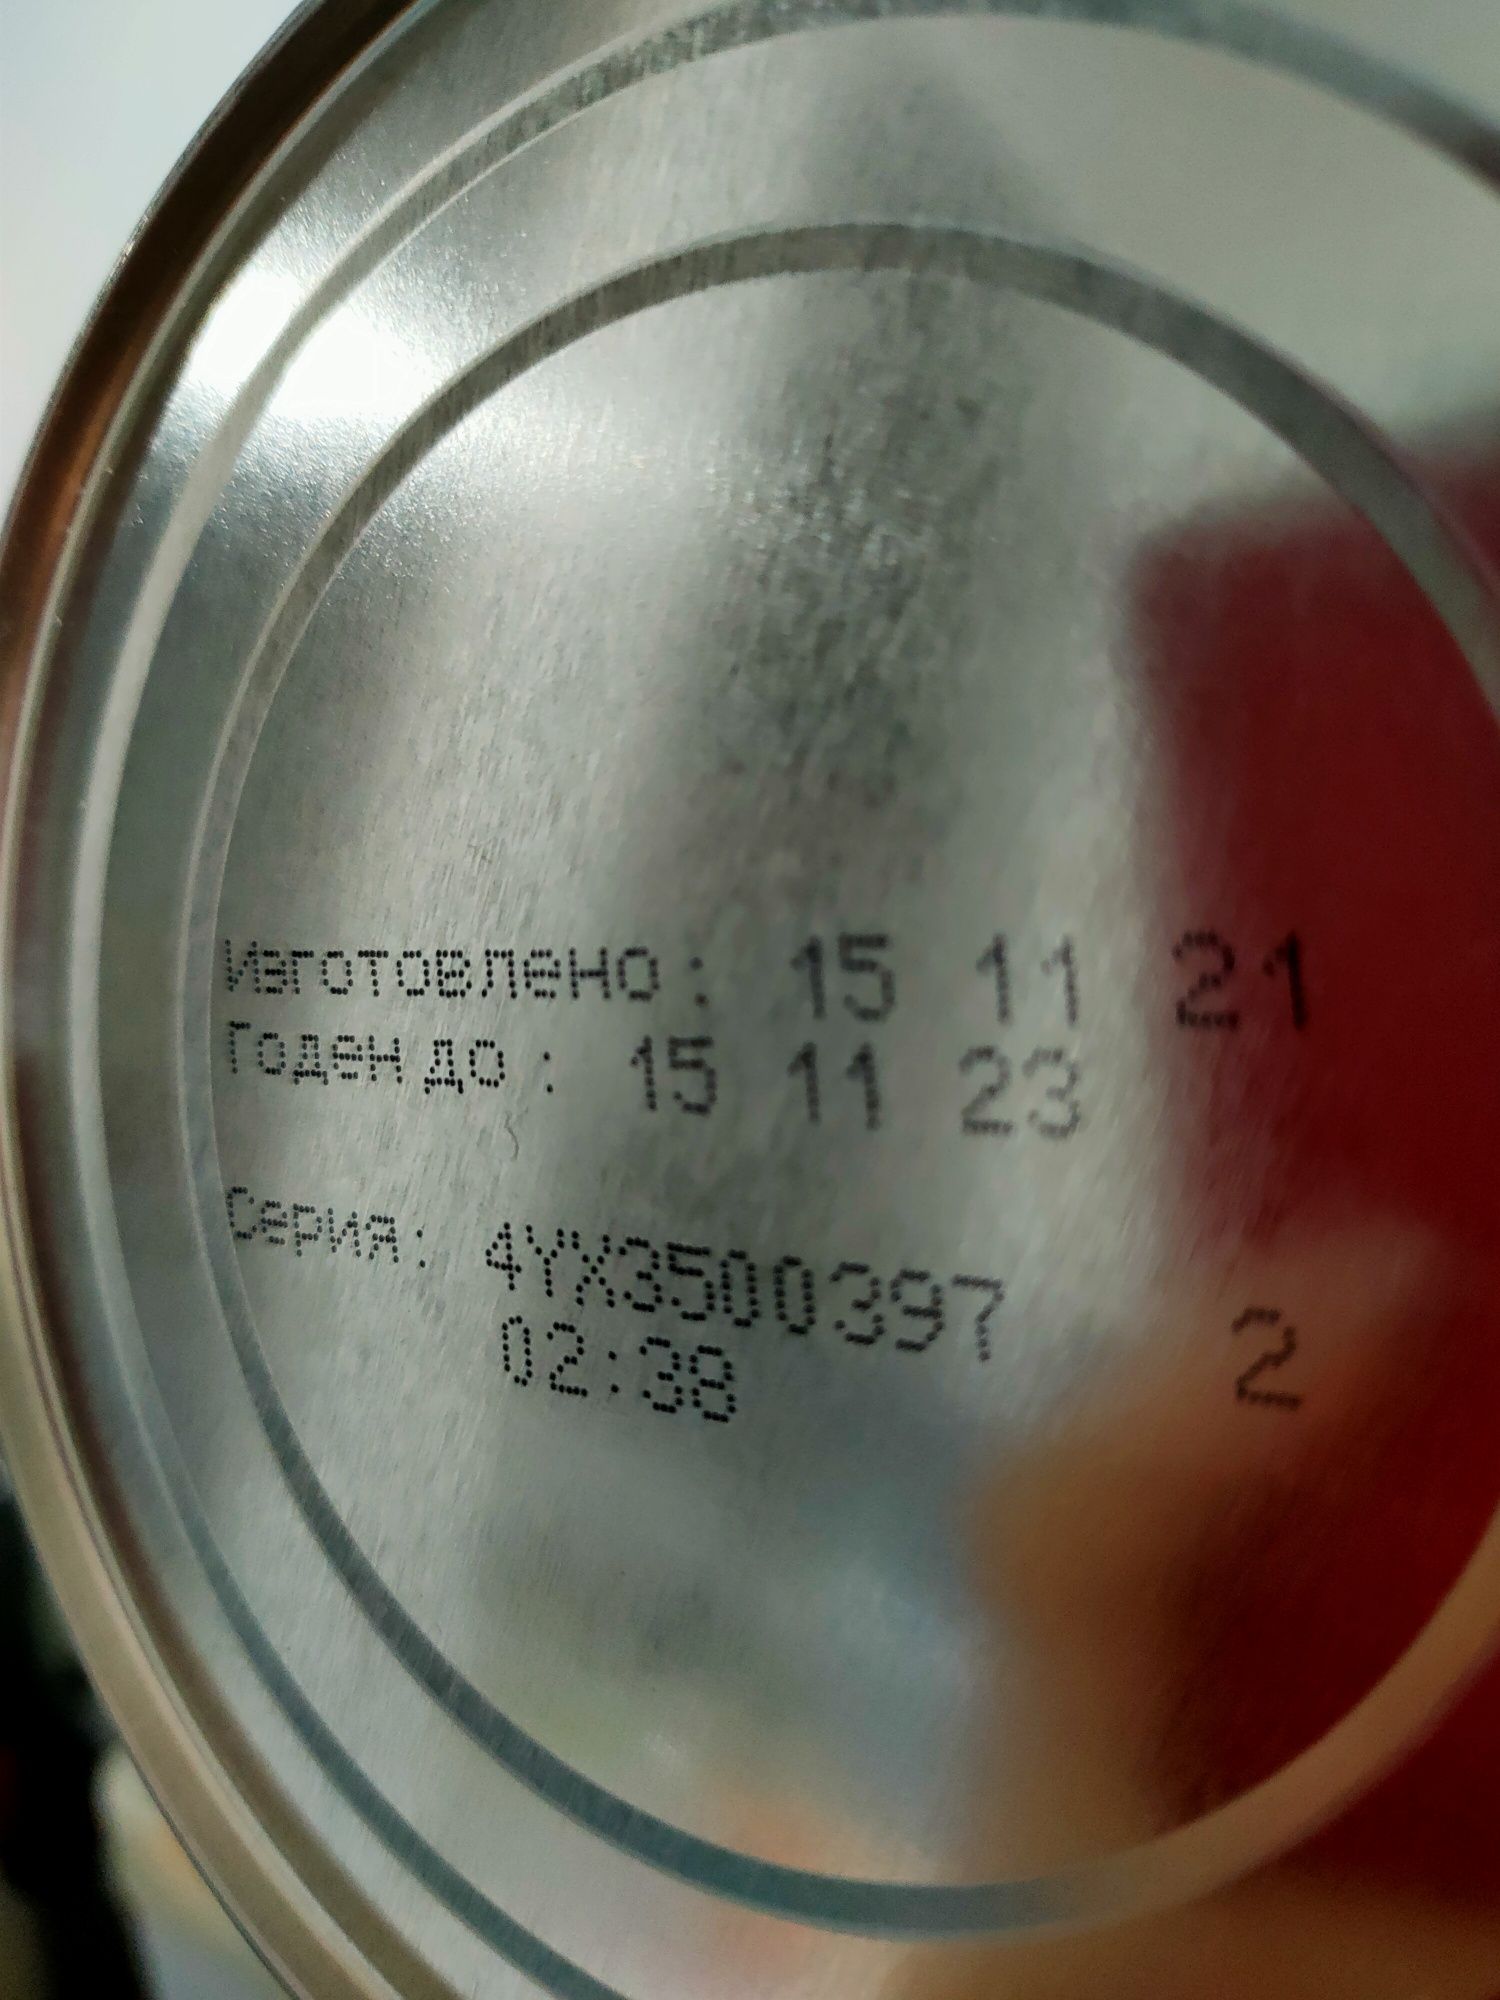 Изготовлено: 15 11 21
Годен до: 15 11 23
Серия: 4YX3500397 2
02:38